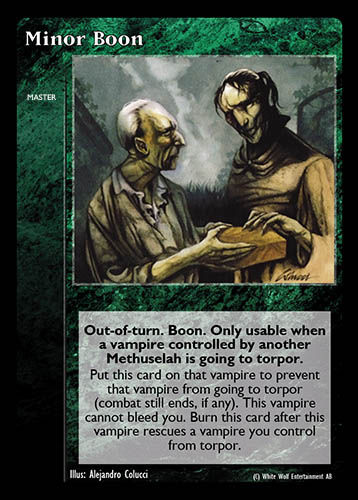 Minor Boon
MASTER
Out-of-turn. Boon. Only usable when
a vampire controlled by another
Methuselah is going to torpor.
Put this card on that vampire to prevent
that vampire from going to torpor
(combat still ends, if any). This vampire
cannot bleed you. Burn this card after this
vampire rescues a vampire you control
from torpor.
Illus: Alejandro Colucci
(C) White Wolf Entertainment AB